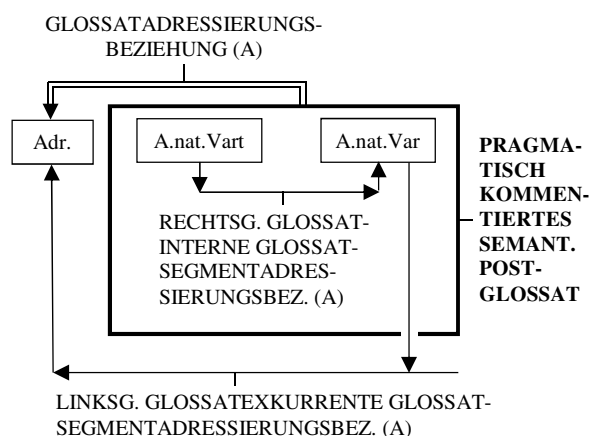 GLOSSATADRESSIERUNGS-
BEZIEHUNG (A)
Adr.
A.nat.Vart
A.nat.Var
RECHTSG. GLOSSAT-
INTERNE GLOSSAT-
SEGMENTADRES-
SIERUNGSBEZ. (A)
PRAGMA-
TISCH
KOMMEN-
TIERTES
SEMANT.
POST-
GLOSSAT
LINKSG. GLOSSATEXKURRENTE GLOSSAT-
SEGMENTADRESSIERUNGSBEZ. (A)